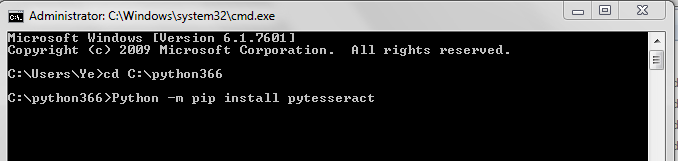 Administrator: C:\Windows\system32\cmd.exe
Microsoft Windows [Version 6.1.7601]
Copyright (c) 2009 Microsoft Corporation.  All rights reserved.
C:\Users\Ye>cd C:\python366
C:\python366>Python -m pip install pytesseract